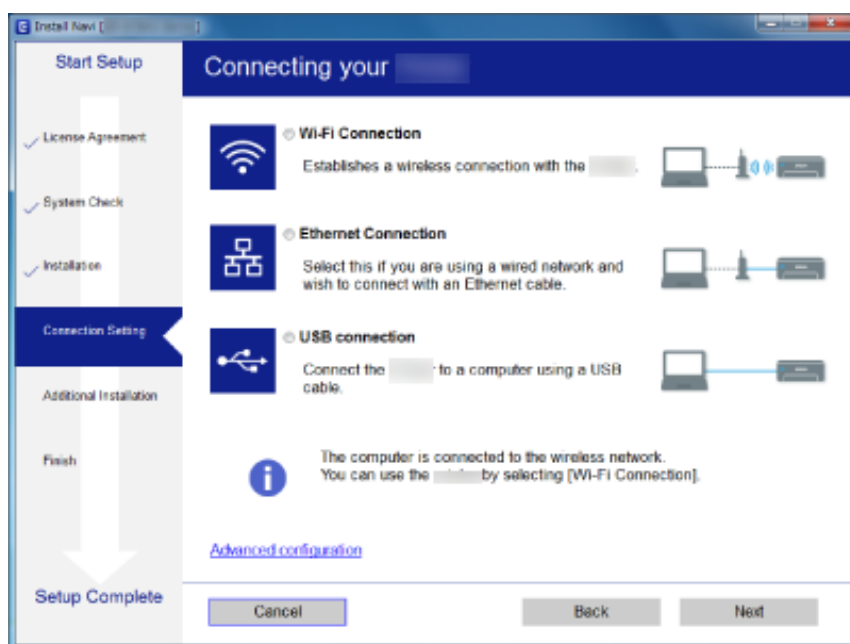 Install Navi [
]
Start Setup
License Agreement
System Check
Installation
Connection Setting
Additional Installation
Finish
Setup Complete
Connecting your
Wi-Fi Connection
Establishes a wireless connection with the .
Ethernet Connection
Select this if you are using a wired network and
wish to connect with an Ethernet cable.
USB connection
Connect the to a computer using a USB
cable.
The computer is connected to the wireless network.
You can use the by selecting [Wi-Fi Connection].
Advanced configuration
Cancel
Back
Next